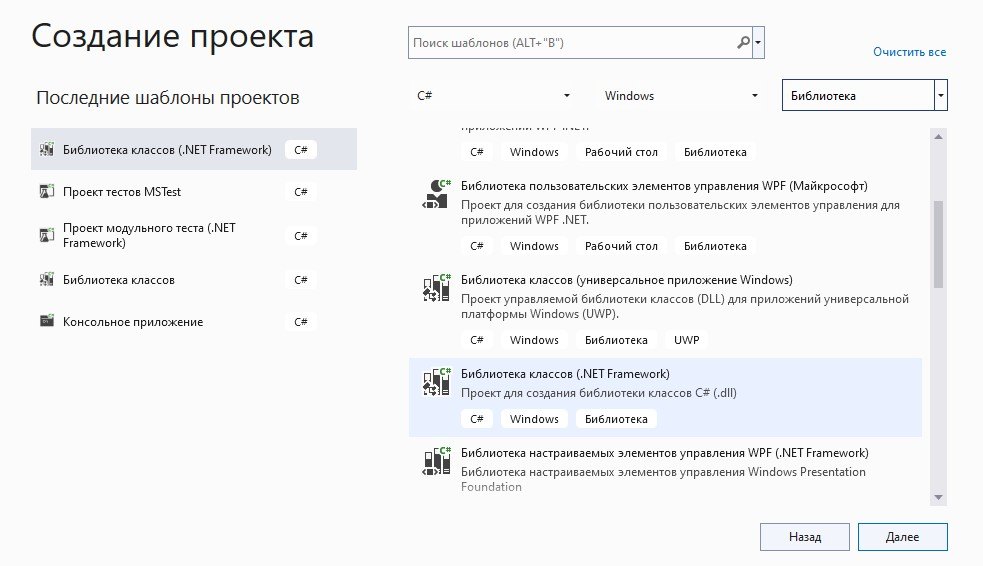 Создание проекта
Поиск шаблонов (ALT+"B")
Очистить все
Последние шаблоны проектов
C#
Windows
Библиотека
Библиотека классов (.NET Framework) C#
Проект тестов MSTest C#
Проект модульного теста (.NET
Framework) C#
Библиотека классов C#
Консольное приложение C#
приложений WPF .NET.
C# Windows Рабочий стол Библиотека
Библиотека пользовательских элементов управления WPF (Майкрософт)
Проект для создания библиотеки пользовательских элементов управления для
приложений WPF .NET.
C# Windows Рабочий стол Библиотека
Библиотека классов (универсальное приложение Windows)
Проект управляемой библиотеки классов (DLL) для приложений универсальной
платформы Windows (UWP).
C# Windows Библиотека UWP
Библиотека классов (.NET Framework)
Проект для создания библиотеки классов C# (.dll)
C# Windows Библиотека
Библиотека настраиваемых элементов управления WPF (.NET Framework)
Библиотека настраиваемых элементов управления Windows Presentation
Foundation
Назад
Далее